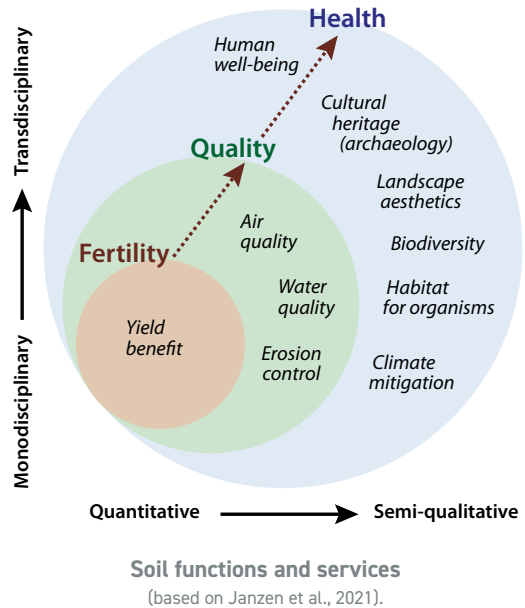 Health
Human
well-being
Cultural
heritage
(archaeology)
Quality
Landscape
aesthetics
Air
quality
Biodiversity
Fertility
Water
quality
Habitat
for organisms
Yield
benefit
Erosion
control
Climate
mitigation
Transdisciplinary
Monodisciplinary
Quantitative
Semi-qualitative
Soil functions and services
(based on Janzen et al., 2021).